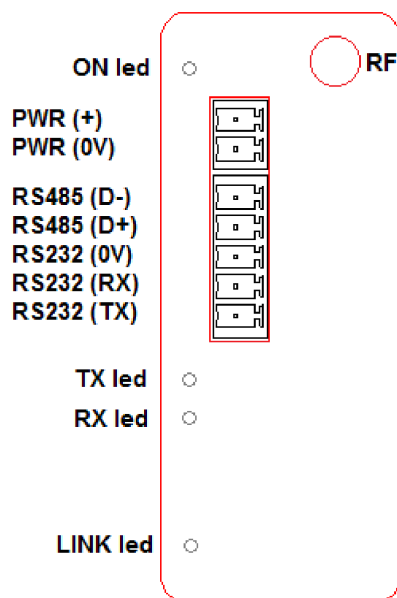 ON led
RF
PWR (+)
PWR (0V)
RS485 (D-)
RS485 (D+)
RS232 (0V)
RS232 (RX)
RS232 (TX)
TX led
RX led
LINK led